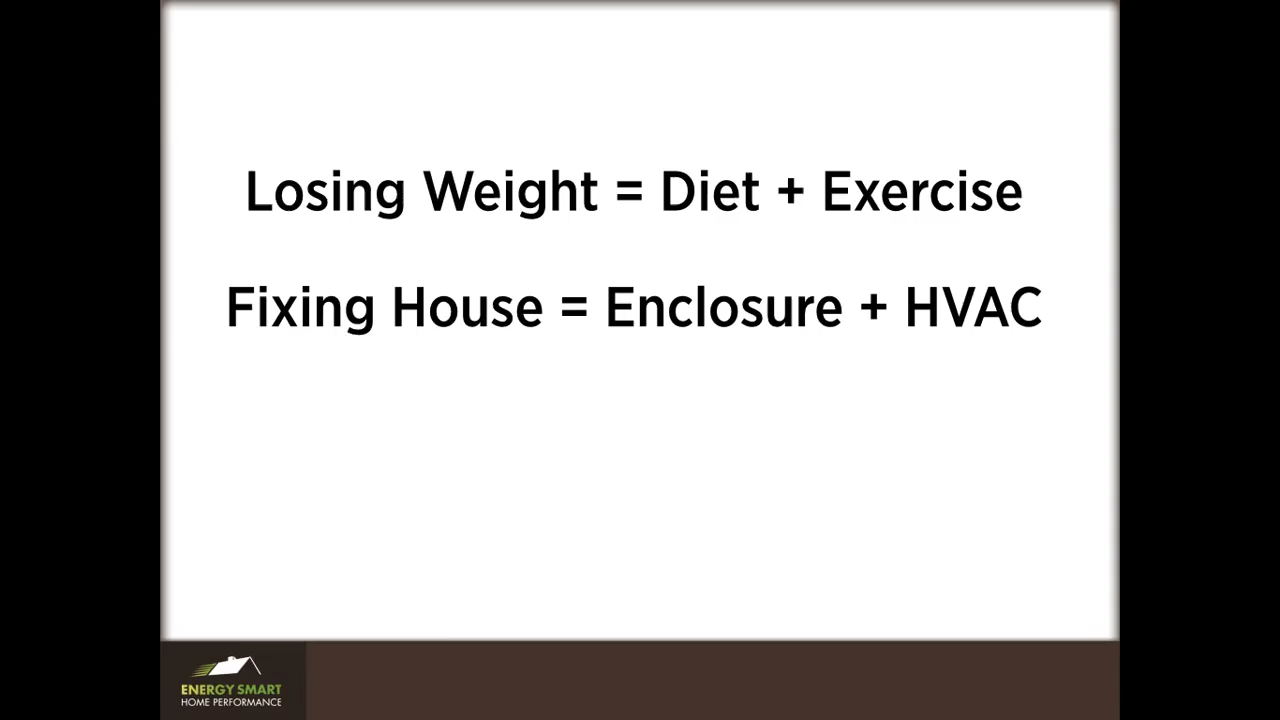 Losing Weight = Diet + Exercise
Fixing House = Enclosure + HVAC
ENERGY SMART
HOME PERFORMANCE